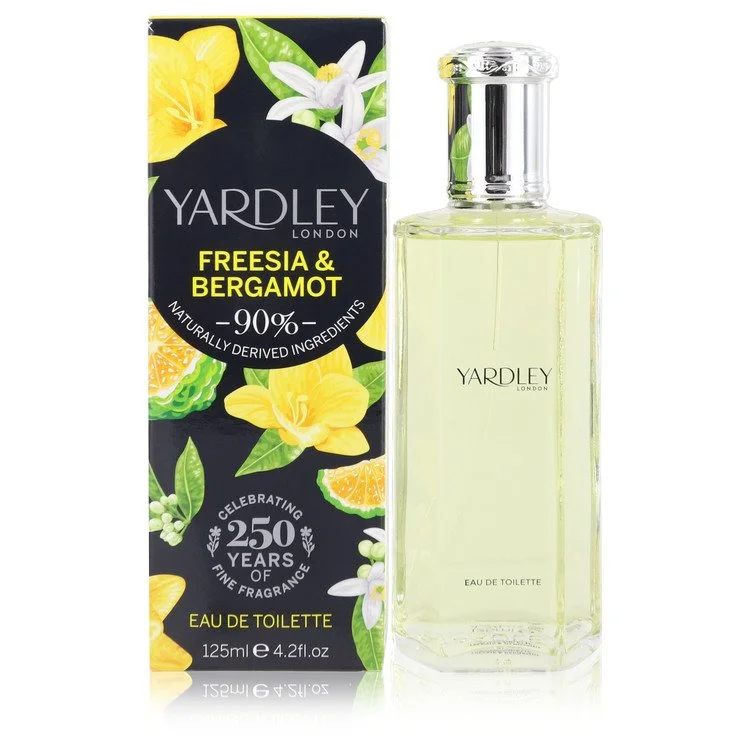 YARDLEY
LONDON
FREESIA &
BERGAMOT
-90%-
NATURALLY DERIVED INGREDIENTS
CELEBRATING
250
YEARS
OF
FINE FRAGRANCE
EAU DE TOILETTE
125ml e 4.2fl.oz
YARDLEY
LONDON
EAU DE TOILETTE